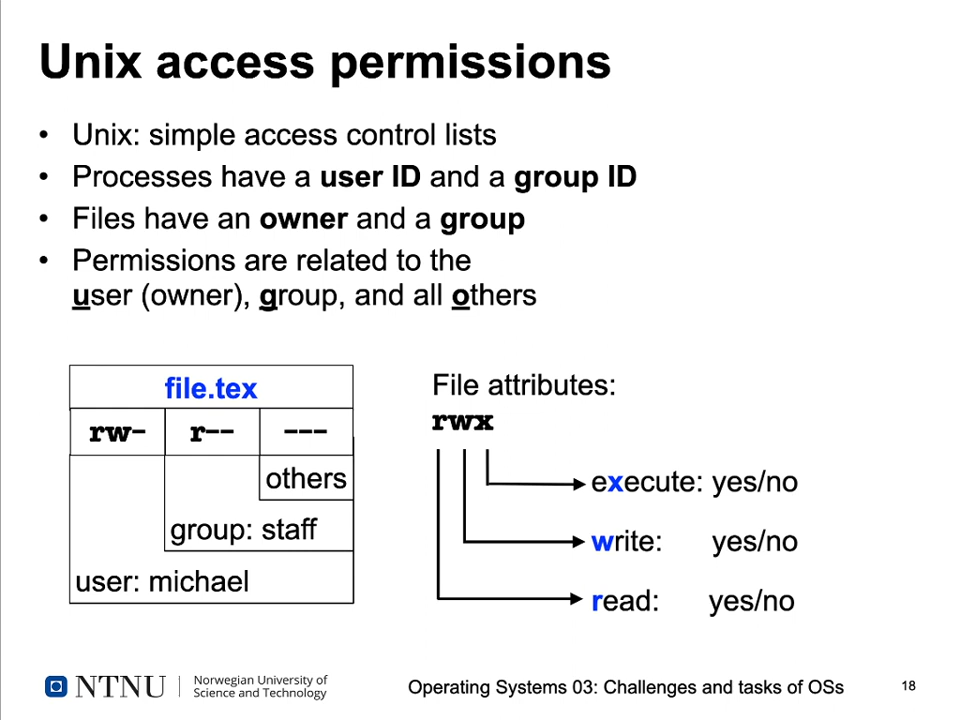 Unix access permissions
• Unix: simple access control lists
• Processes have a user ID and a group ID
• Files have an owner and a group
• Permissions are related to the
user (owner), group, and all others
file.tex
rw- r-- ---
others
group: staff
user: michael
File attributes:
rwx
execute: yes/no
write: yes/no
read: yes/no
NTNU
Norwegian University of
Science and Technology
Operating Systems 03: Challenges and tasks of OSs
18